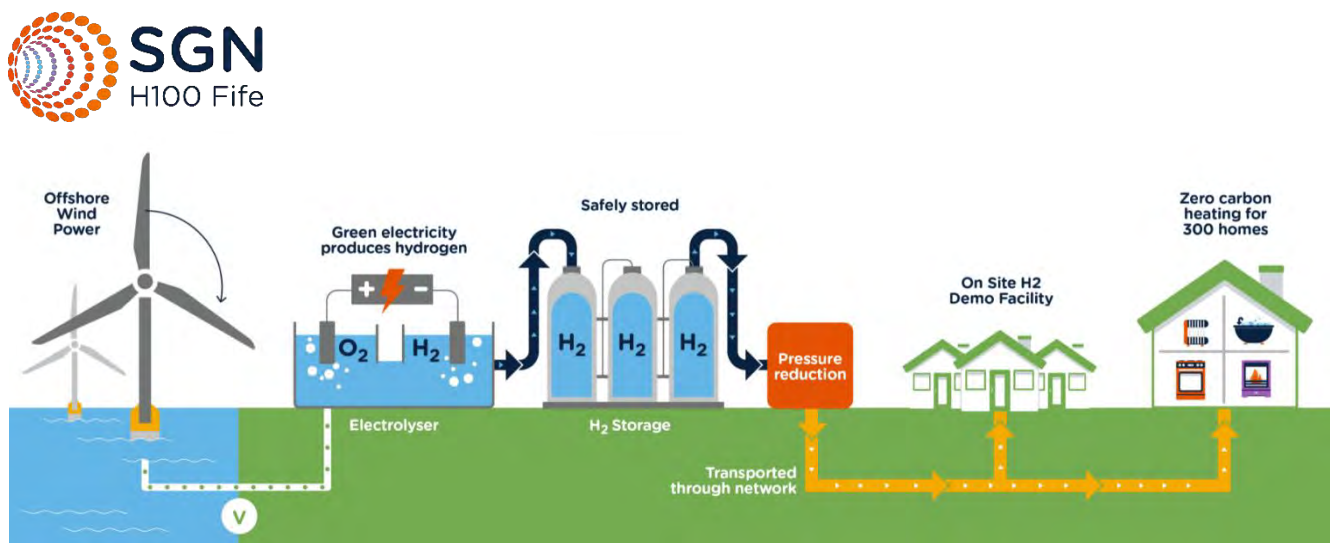 SGN
H100 Fife
Offshore
Wind
Power
Green electricity
produces hydrogen
Safely stored
On Site H2
Demo Facility
Zero carbon
heating for
300 homes
+ −
O₂ H₂
H₂ H₂ H₂
Pressure
reduction
Electrolyser
H₂ Storage
Transported
through network
V